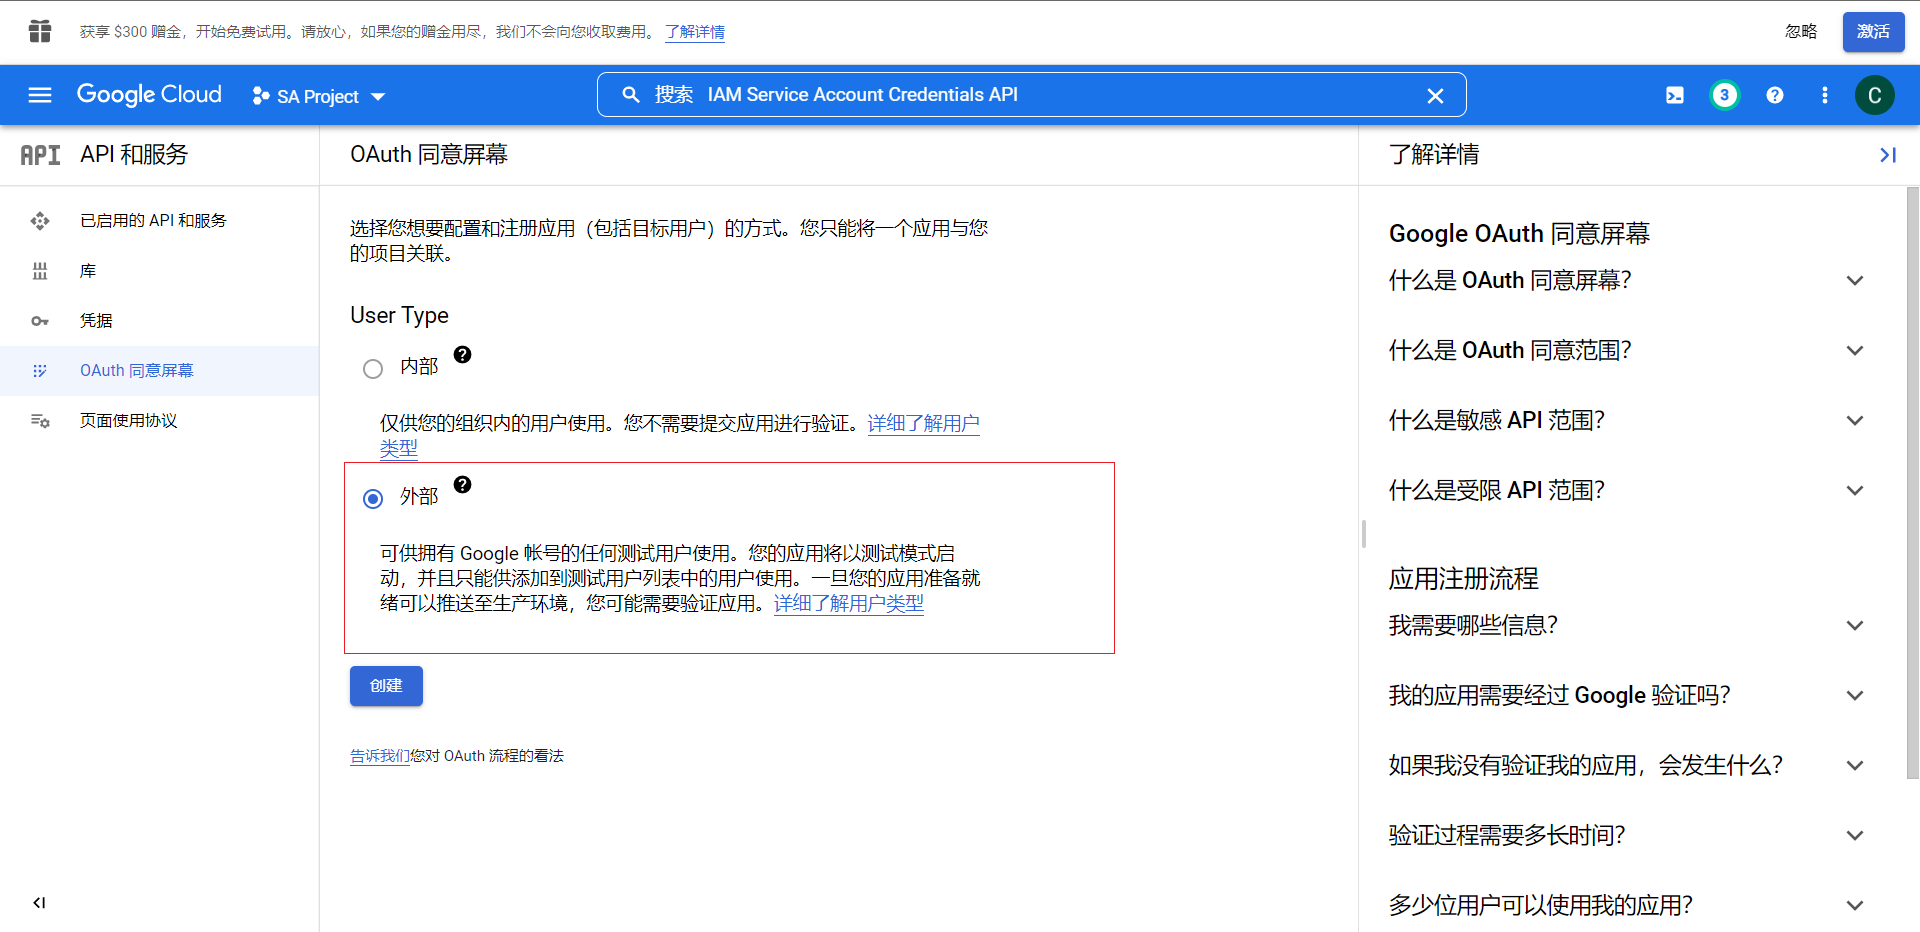 获享 $300 赠金，开始免费试用。请放心，如果您的赠金用尽，我们不会向您收取费用。 了解详情
忽略
激活
Google Cloud
SA Project
搜索 IAM Service Account Credentials API
3
C
API API 和服务
已启用的 API 和服务
库
凭据
OAuth 同意屏幕
页面使用协议
OAuth 同意屏幕
选择您想要配置和注册应用（包括目标用户）的方式。您只能将一个应用与您
的项目关联。
User Type
内部
仅供您的组织内的用户使用。您不需要提交应用进行验证。详细了解用户
类型
外部
可供拥有 Google 帐号的任何测试用户使用。您的应用将以测试模式启
动，并且只能供添加到测试用户列表中的用户使用。一旦您的应用准备就
绪可以推送至生产环境，您可能需要验证应用。详细了解用户类型
创建
告诉我们您对 OAuth 流程的看法
了解详情
Google OAuth 同意屏幕
什么是 OAuth 同意屏幕？
什么是 OAuth 同意范围？
什么是敏感 API 范围？
什么是受限 API 范围？
应用注册流程
我需要哪些信息？
我的应用需要经过 Google 验证吗？
如果我没有验证我的应用，会发生什么？
验证过程需要多长时间？
多少位用户可以使用我的应用？